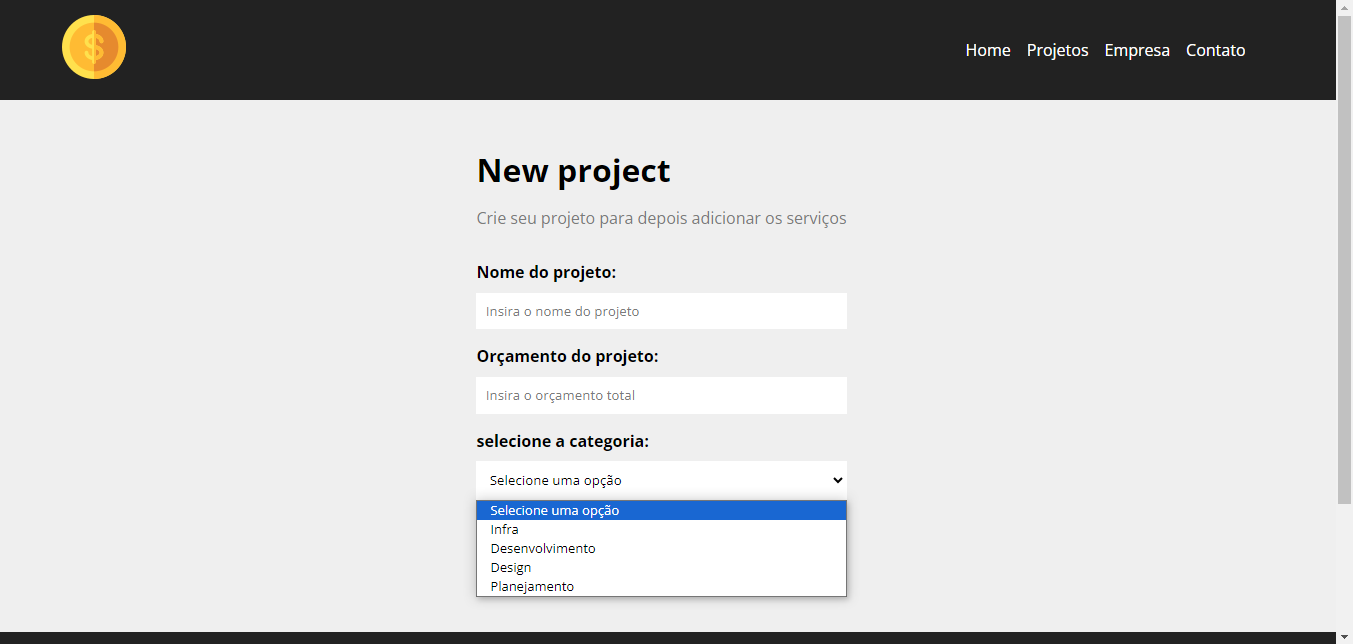 $
Home Projetos Empresa Contato
New project
Crie seu projeto para depois adicionar os serviços
Nome do projeto:
Insira o nome do projeto
Orçamento do projeto:
Insira o orçamento total
selecione a categoria:
Selecione uma opção
Selecione uma opção
Infra
Desenvolvimento
Design
Planejamento